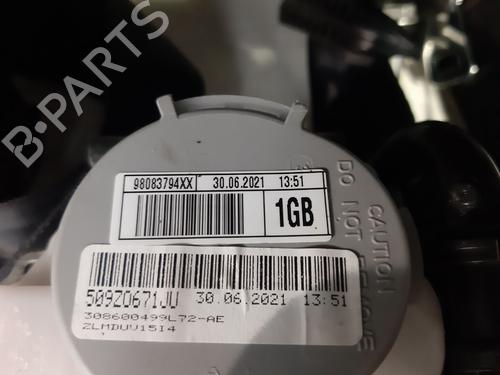 98083794XX 30.06.2021 13:51
1GB
509Z0671JU 30.06.2021 13:51
308600499L72-AE
ZLMDUV15I4
CAUTION
DO NOT REMOVE
B-PARTS